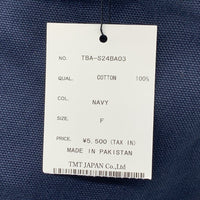 NO. TBA-S24BA03
QUAL. COTTON 100%
COL. NAVY
SIZE. F
PRICE. ¥5,500 (TAX IN)
MADE IN PAKISTAN
TMT JAPAN Co.,Ltd